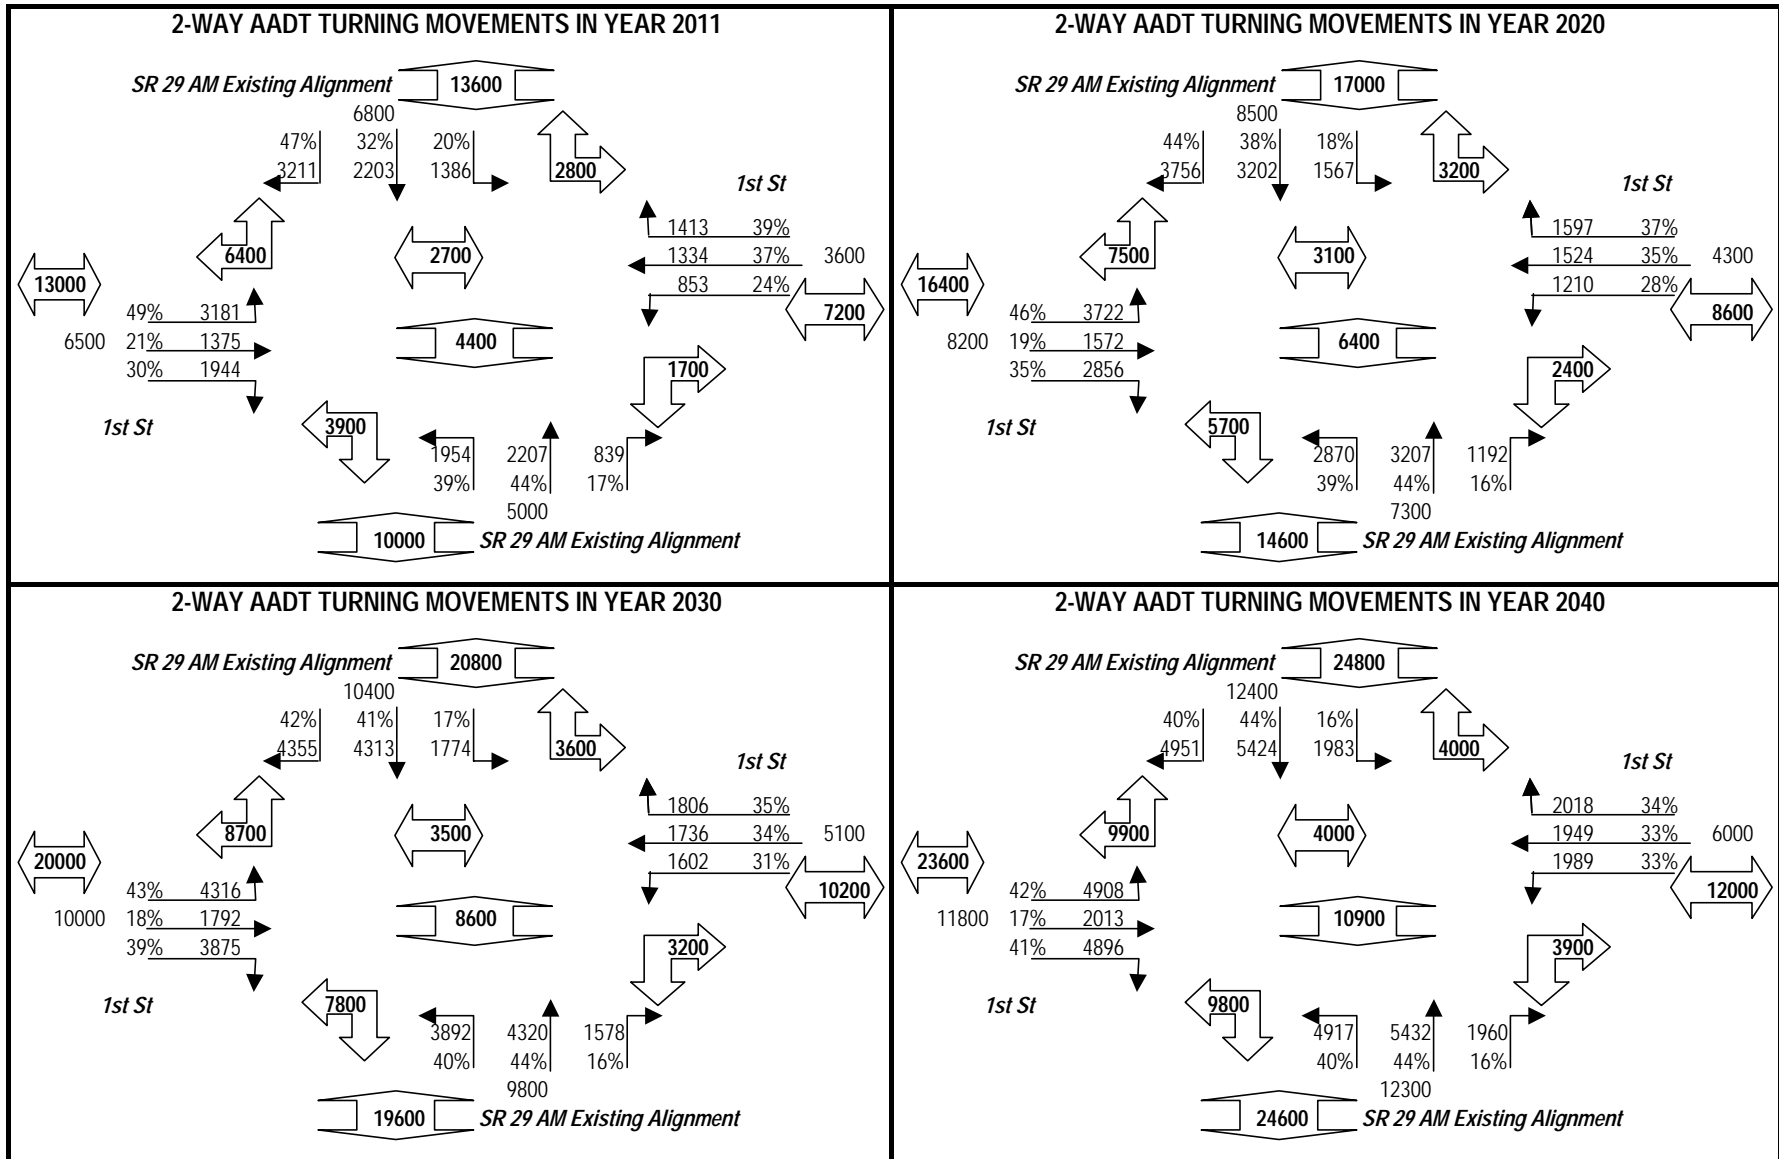 2-WAY AADT TURNING MOVEMENTS IN YEAR 2011
SR 29 AM Existing Alignment 13600
6800
47% 32% 20%
3211 2203 1386 2800
1st St
1413 39%
6400 2700 1334 37% 3600
13000 853 24%
7200
49% 3181
6500 21% 1375 4400
30% 1944 1700
1st St 3900
1954 2207 839
39% 44% 17%
5000
10000 SR 29 AM Existing Alignment
2-WAY AADT TURNING MOVEMENTS IN YEAR 2020
SR 29 AM Existing Alignment 17000
8500
44% 38% 18%
3756 3202 1567 3200
1st St
1597 37%
7500 3100 1524 35% 4300
16400 1210 28%
8600
46% 3722
8200 19% 1572 6400
35% 2856 2400
1st St 5700
2870 3207 1192
39% 44% 16%
7300
14600 SR 29 AM Existing Alignment
2-WAY AADT TURNING MOVEMENTS IN YEAR 2030
SR 29 AM Existing Alignment 20800
10400
42% 41% 17%
4355 4313 1774 3600
1st St
1806 35%
8700 3500 1736 34% 5100
20000 1602 31%
10200
43% 4316
10000 18% 1792 8600
39% 3875 3200
1st St 7800
3892 4320 1578
40% 44% 16%
9800
19600 SR 29 AM Existing Alignment
2-WAY AADT TURNING MOVEMENTS IN YEAR 2040
SR 29 AM Existing Alignment 24800
12400
40% 44% 16%
4951 5424 1983 4000
1st St
2018 34%
9900 4000 1949 33% 6000
23600 1989 33%
12000
42% 4908
11800 17% 2013 10900
41% 4896 3900
1st St 9800
4917 5432 1960
40% 44% 16%
12300
24600 SR 29 AM Existing Alignment